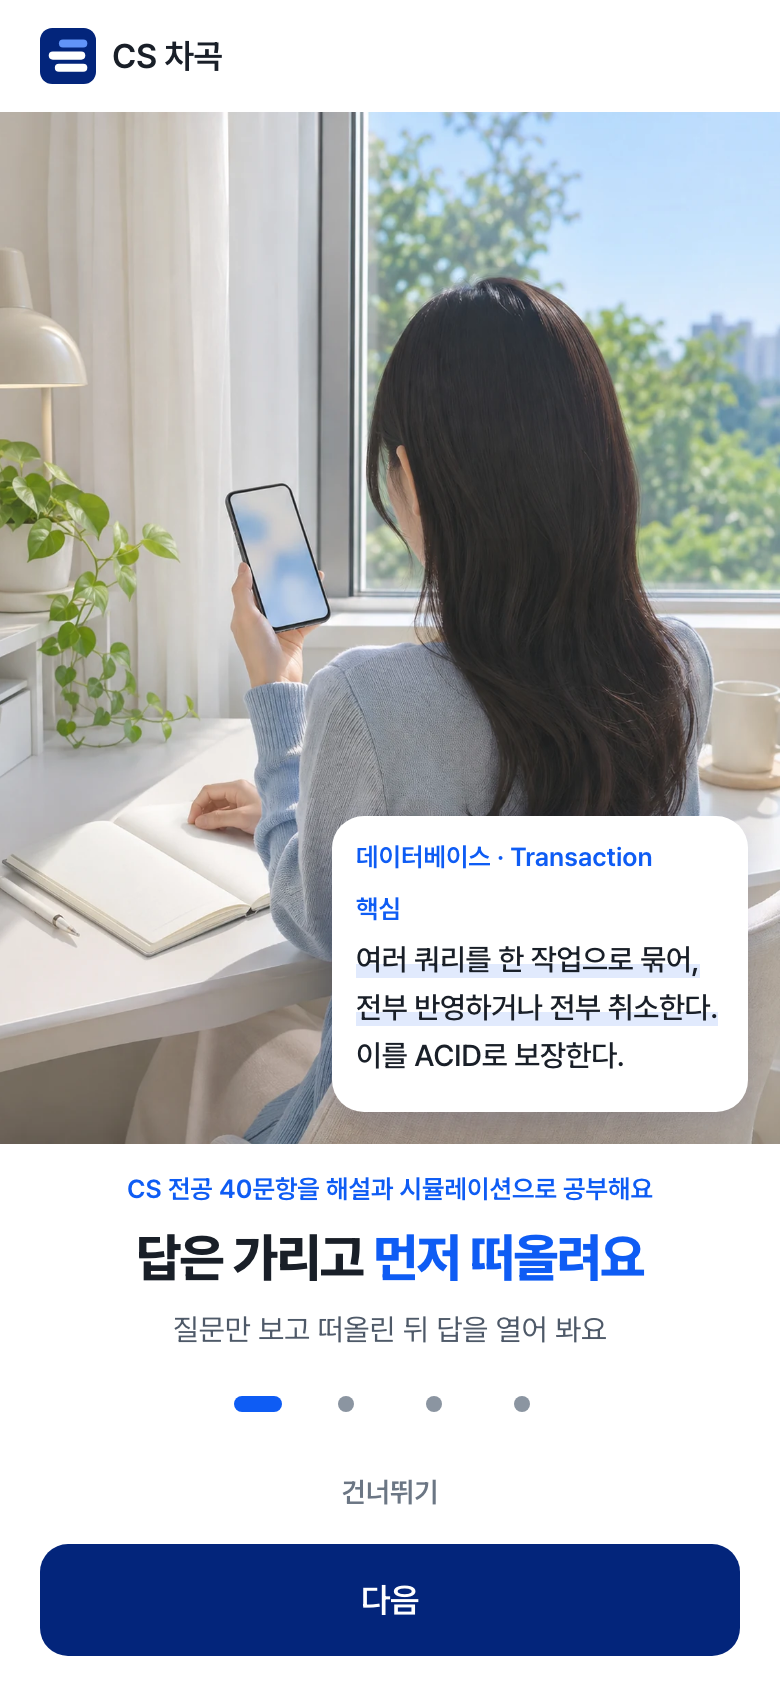 CS 차곡
데이터베이스 · Transaction
핵심
여러 쿼리를 한 작업으로 묶어,
전부 반영하거나 전부 취소한다.
이를 ACID로 보장한다.
CS 전공 40문항을 해설과 시뮬레이션으로 공부해요
답은 가리고 먼저 떠올려요
질문만 보고 떠올린 뒤 답을 열어 봐요
건너뛰기
다음